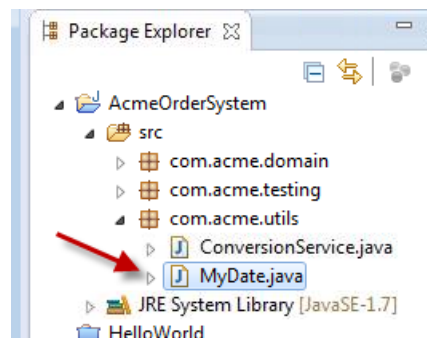 Package Explorer
AcmeOrderSystem
src
com.acme.domain
com.acme.testing
com.acme.utils
ConversionService.java
MyDate.java
JRE System Library [JavaSE-1.7]
HelloWorld